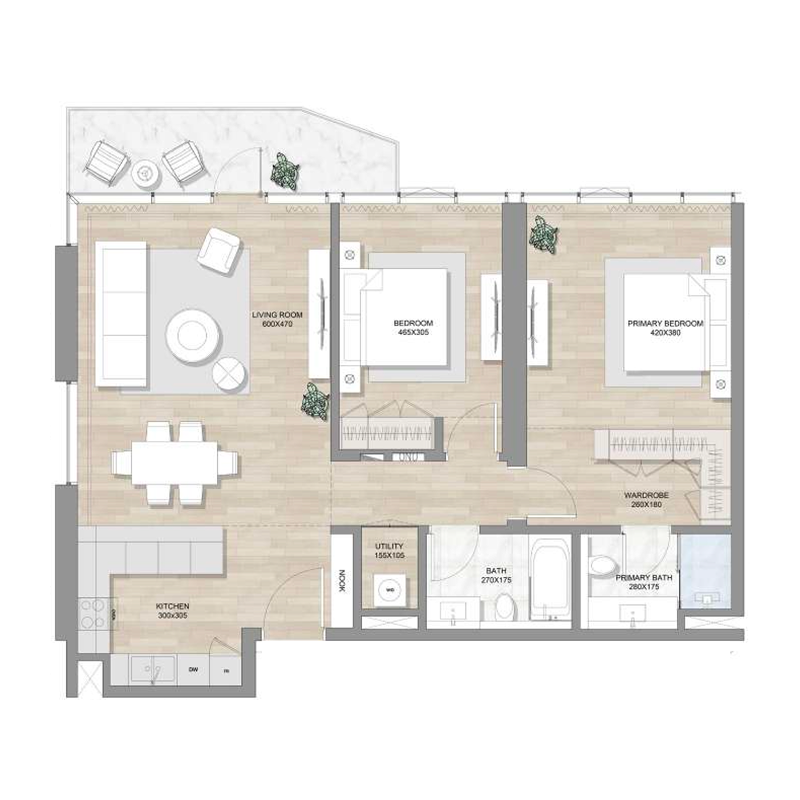 LIVING ROOM
600X470
BEDROOM
465X305
PRIMARY BEDROOM
420X380
WARDROBE
260X180
UTILITY
155X105
BATH
270X175
PRIMARY BATH
280X175
NOOK
KITCHEN
300x305
DW